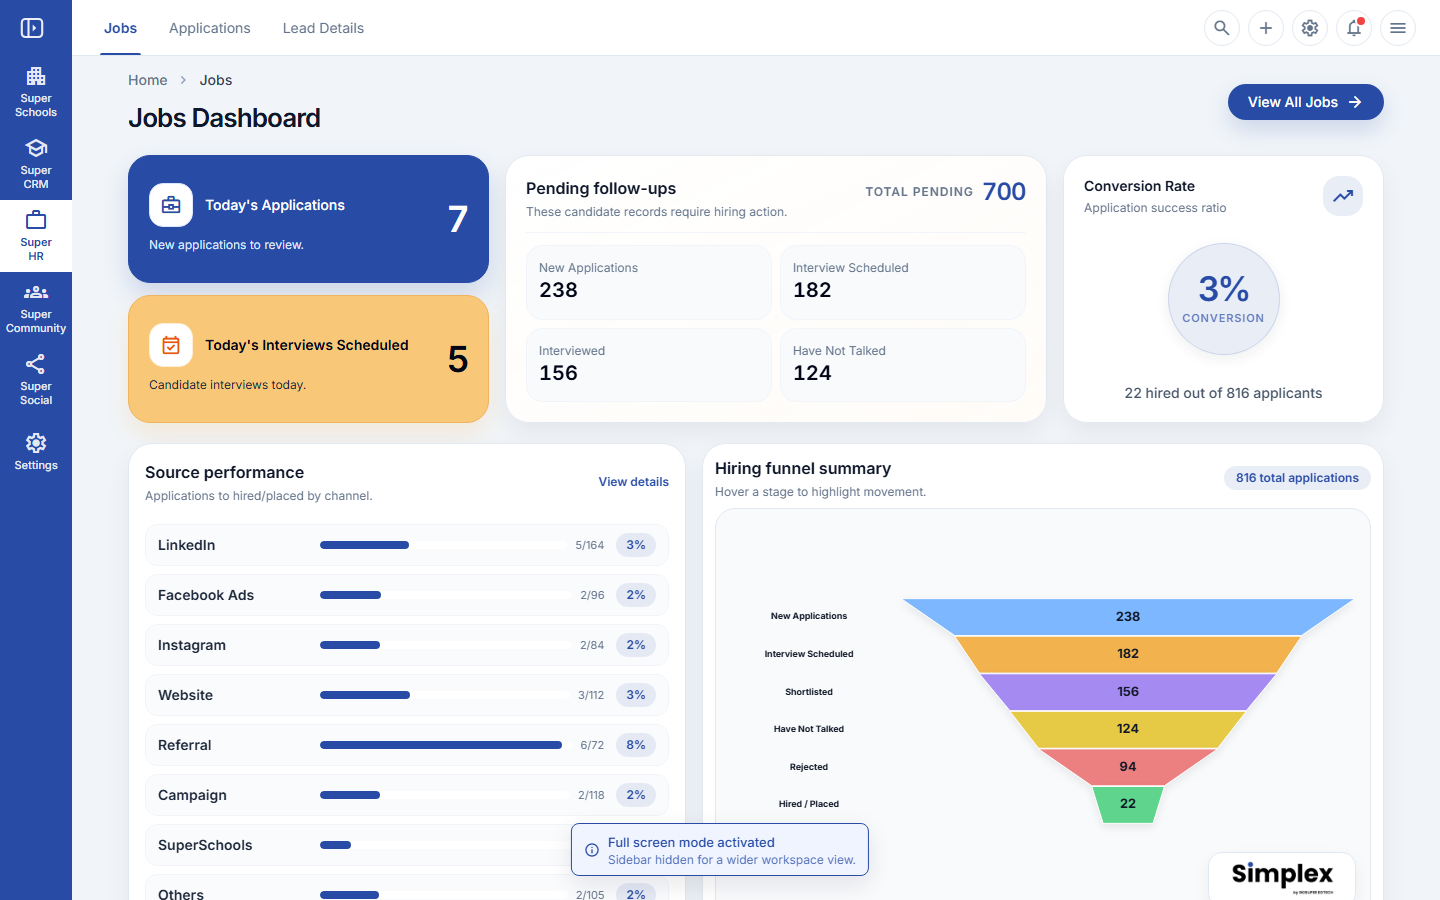 Jobs
Applications
Lead Details
Super
Schools
Super
CRM
Super
HR
Super
Community
Super
Social
Settings
Home > Jobs
Jobs Dashboard
View All Jobs
Today's Applications
New applications to review.
7
Today's Interviews Scheduled
Candidate interviews today.
5
Pending follow-ups
These candidate records require hiring action.
TOTAL PENDING 700
New Applications
238
Interview Scheduled
182
Interviewed
156
Have Not Talked
124
Conversion Rate
Application success ratio
3%
CONVERSION
22 hired out of 816 applicants
Source performance
Applications to hired/placed by channel.
View details
LinkedIn 5/164 3%
Facebook Ads 2/96 2%
Instagram 2/84 2%
Website 3/112 3%
Referral 6/72 8%
Campaign 2/118 2%
SuperSchools
Others 2/105 2%
Hiring funnel summary
Hover a stage to highlight movement.
816 total applications
New Applications 238
Interview Scheduled 182
Shortlisted 156
Have Not Talked 124
Rejected 94
Hired / Placed 22
Full screen mode activated
Sidebar hidden for a wider workspace view.
Simplex